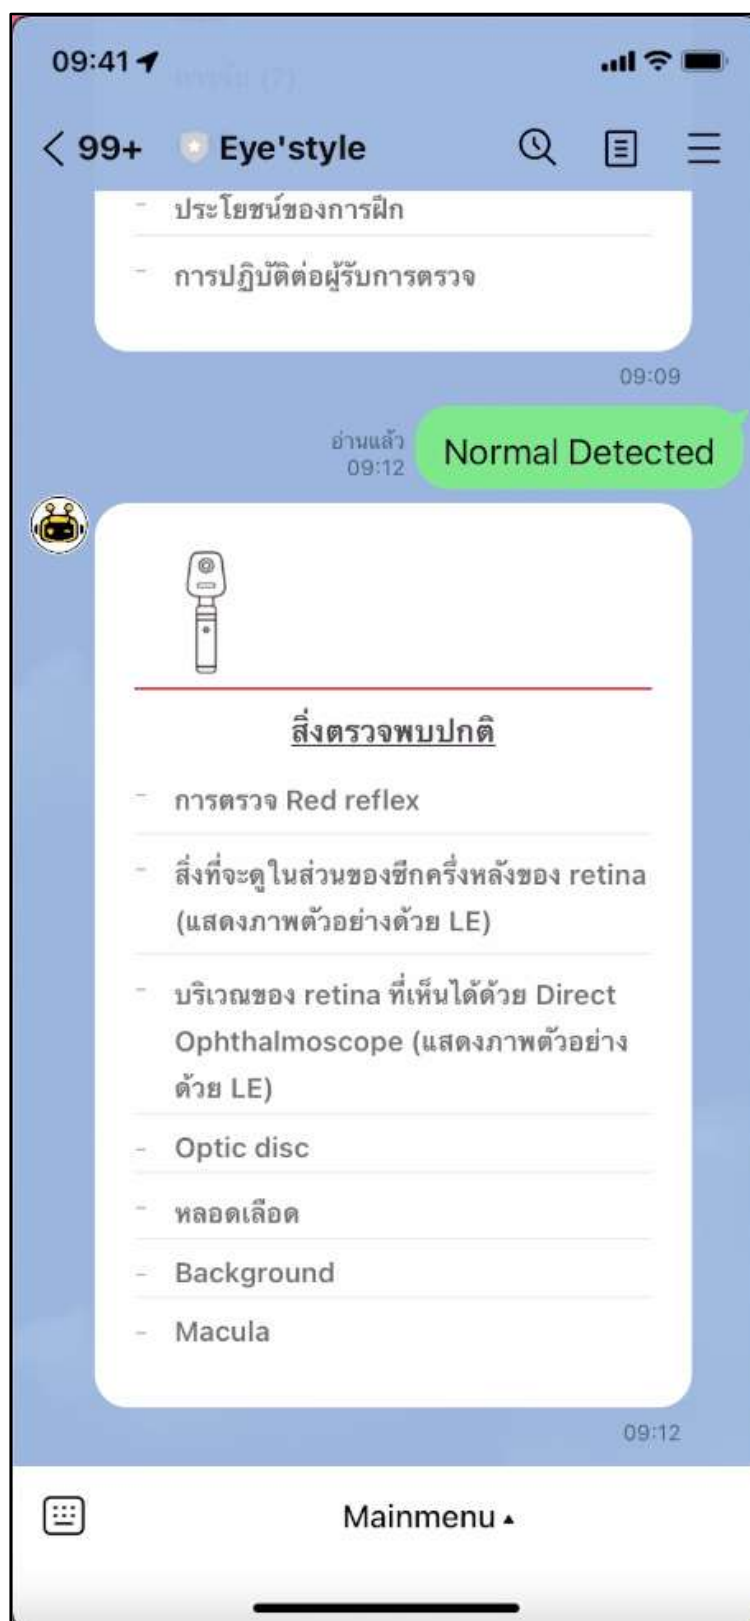 09:41
99+ Eye'style
ประโยชน์ของการฝึก
การปฏิบัติต่อผู้รับการตรวจ
09:09
อ่านแล้ว
09:12
Normal Detected
สิ่งตรวจพบปกติ
- การตรวจ Red reflex
- สิ่งที่จะดูในส่วนของซีกครึ่งหลังของ retina
(แสดงภาพตัวอย่างด้วย LE)
- บริเวณของ retina ที่เห็นได้ด้วย Direct
Ophthalmoscope (แสดงภาพตัวอย่าง
ด้วย LE)
- Optic disc
- หลอดเลือด
- Background
- Macula
09:12
Mainmenu